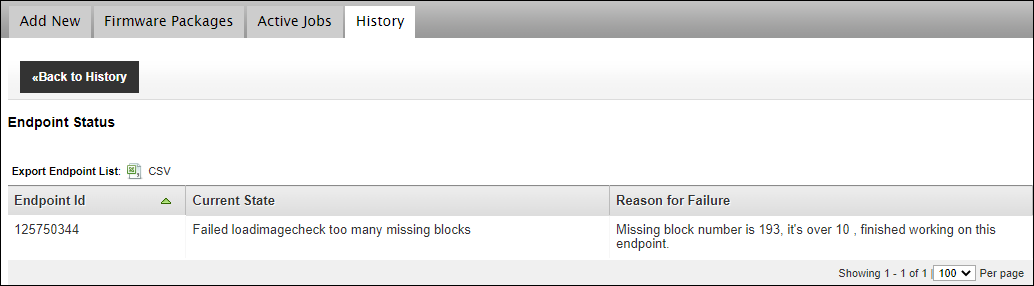 Add New Firmware Packages Active Jobs History
«Back to History
Endpoint Status
Export Endpoint List: CSV
Endpoint Id Current State Reason for Failure
125750344 Failed loadimagecheck too many missing blocks Missing block number is 193, it's over 10 , finished working on this
endpoint.
Showing 1 - 1 of 1 | 100 Per page